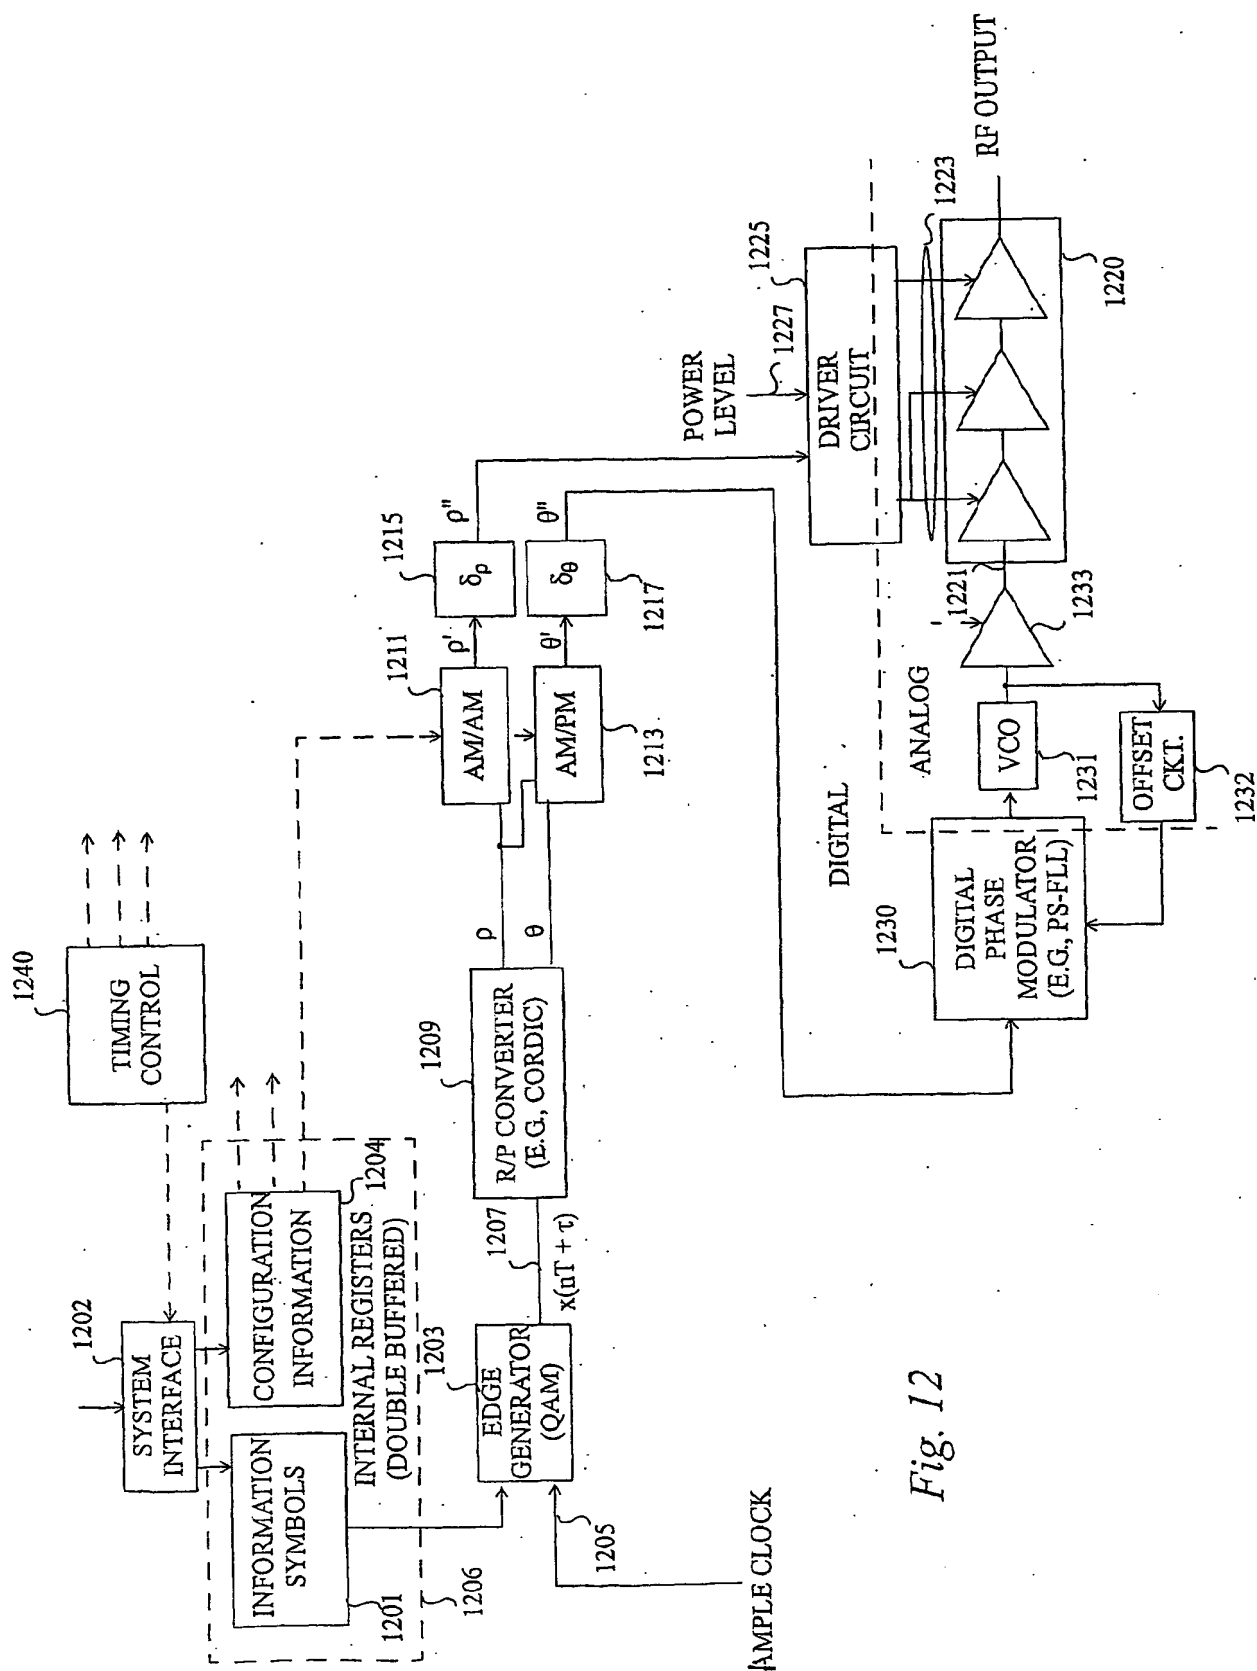 1240
TIMING
CONTROL
1202
SYSTEM
INTERFACE
INFORMATION
SYMBOLS
1201
CONFIGURATION
INFORMATION
1204
INTERNAL REGISTERS
(DOUBLE BUFFERED)
1206
1203
EDGE
GENERATOR
(QAM)
1205
AMPLE CLOCK
1207
x(nT + τ)
1209
R/P CONVERTER
(E.G., CORDIC)
ρ
θ
1211
AM/AM
AM/PM
1213
ρ'
θ'
1215
δρ
δθ
1217
ρ"
θ"
POWER
LEVEL
1227
1225
DRIVER
CIRCUIT
1223
DIGITAL
ANALOG
1230
DIGITAL
PHASE
MODULATOR
(E.G., PS-FLL)
VCO
1231
OFFSET
CKT.
1232
1221
1233
1220
RF OUTPUT
Fig. 12